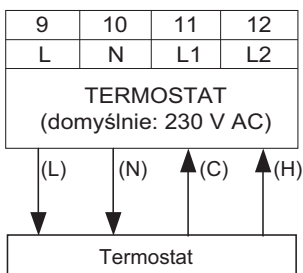 9 10 11 12
L N L1 L2
TERMOSTAT
(domyślnie: 230 V AC)
(L) (N) (C) (H)
Termostat